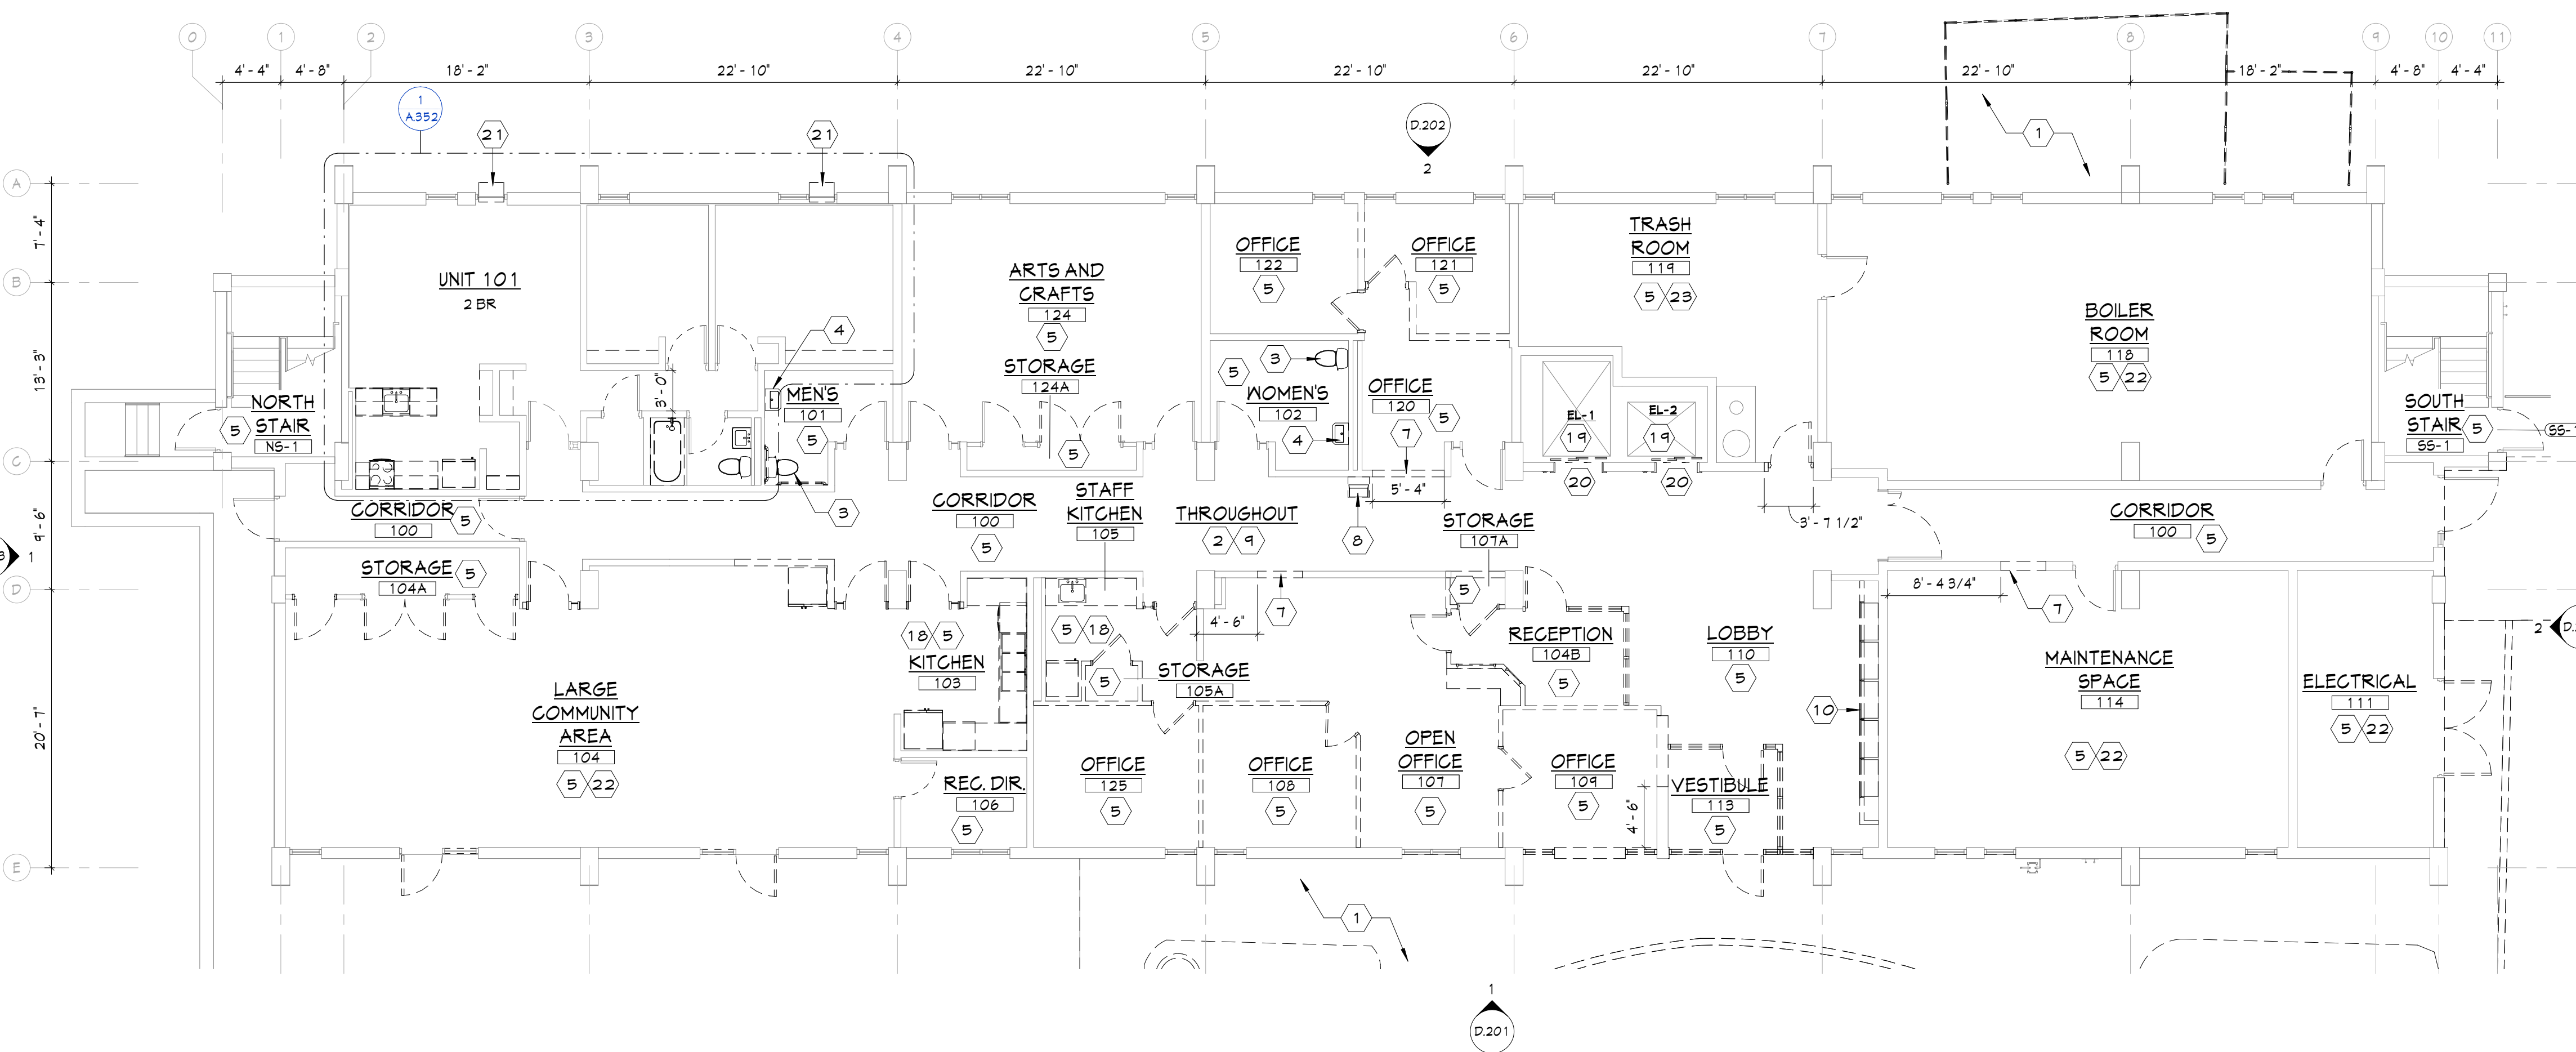 0
1
2
3
4
5
6
7
8
9
10
11
4' - 4"
4' - 8"
18' - 2"
22' - 10"
22' - 10"
22' - 10"
22' - 10"
22' - 10"
18' - 2"
4' - 8"
4' - 4"
1
A.352
21
21
D.202
2
1
A
7' - 4"
B
13' - 3"
C
9' - 6"
D
20' - 7"
E
UNIT 101
2 BR
ARTS AND
CRAFTS
124
5
STORAGE
124A
5
OFFICE
122
5
OFFICE
121
5
TRASH
ROOM
119
5
23
BOILER
ROOM
118
5
22
4
3' - 0"
MEN'S
101
5
3
3
5
WOMEN'S
102
4
OFFICE
120
5
7
5' - 4"
EL-1
19
EL-2
19
20
20
NORTH
STAIR
NS-1
5
SOUTH
STAIR
SS-1
5
SS-1
CORRIDOR
100
5
CORRIDOR
100
5
STAFF
KITCHEN
105
THROUGHOUT
2
9
8
STORAGE
107A
5
3' - 7 1/2"
CORRIDOR
100
5
1
STORAGE
104A
5
18
5
KITCHEN
103
5
18
5
STORAGE
105A
4' - 6"
7
RECEPTION
104B
5
LOBBY
110
5
8' - 4 3/4"
7
2
LARGE
COMMUNITY
AREA
104
5
22
REC. DIR.
106
5
OFFICE
125
5
OFFICE
108
5
OPEN
OFFICE
107
5
OFFICE
109
5
4' - 6"
VESTIBULE
113
5
10
MAINTENANCE
SPACE
114
5
22
ELECTRICAL
111
5
22
1
1
D.201